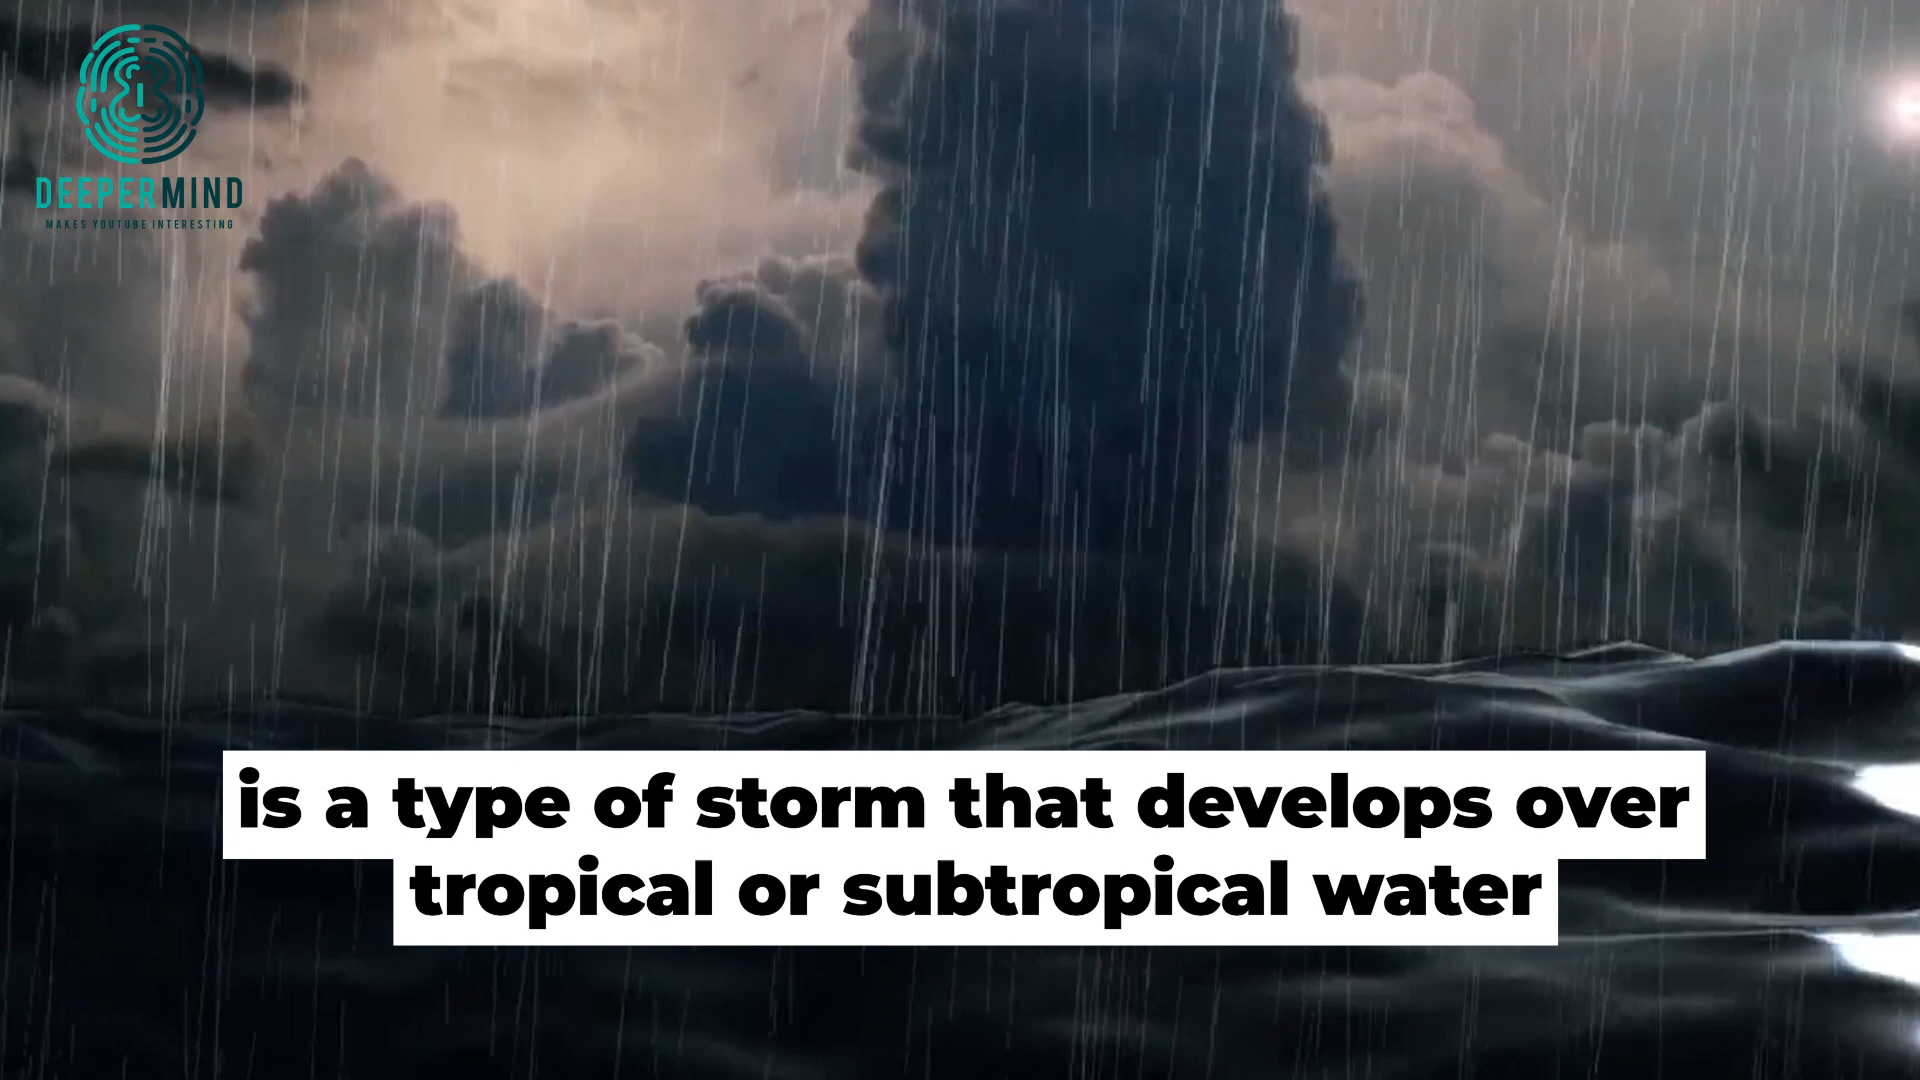 DEEPERMIND
MAKES YOUTUBE INTERESTING
is a type of storm that develops over
tropical or subtropical water